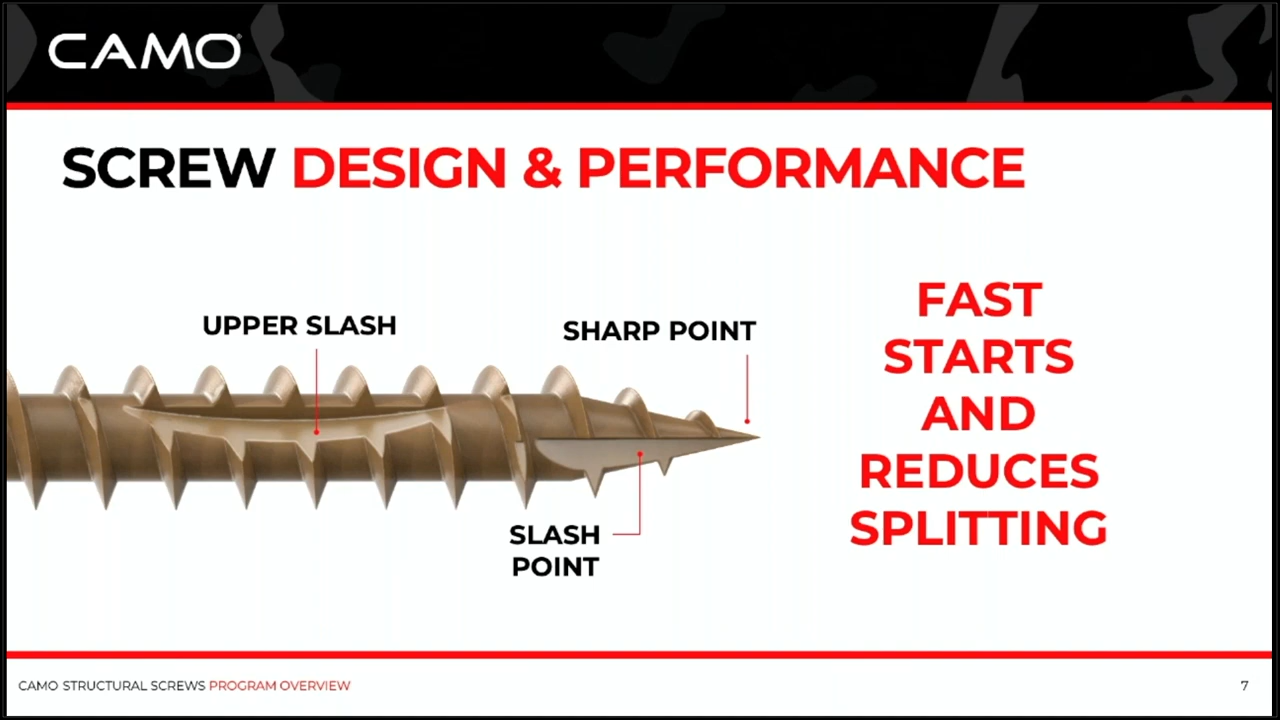 CAMO
SCREW DESIGN & PERFORMANCE
UPPER SLASH
SHARP POINT
SLASH
POINT
FAST
STARTS
AND
REDUCES
SPLITTING
CAMO STRUCTURAL SCREWS PROGRAM OVERVIEW
7